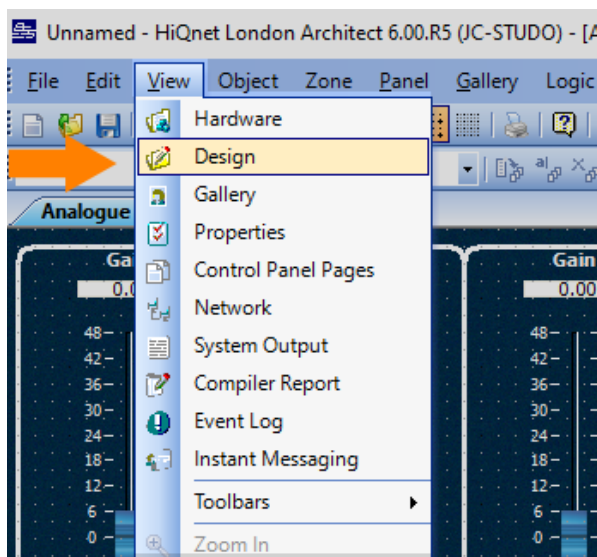 Unnamed - HiQnet London Architect 6.00.R5 (JC-STUDO) - [A
File Edit View Object Zone Panel Gallery Logic
Hardware
Design
Gallery
Properties
Control Panel Pages
Network
System Output
Compiler Report
Event Log
Instant Messaging
Toolbars
Zoom In
Analogue
Ga Gain
0.0 0.00
48 48
42 42
36 36
30 30
24 24
18 18
12 12
6 6
0 0